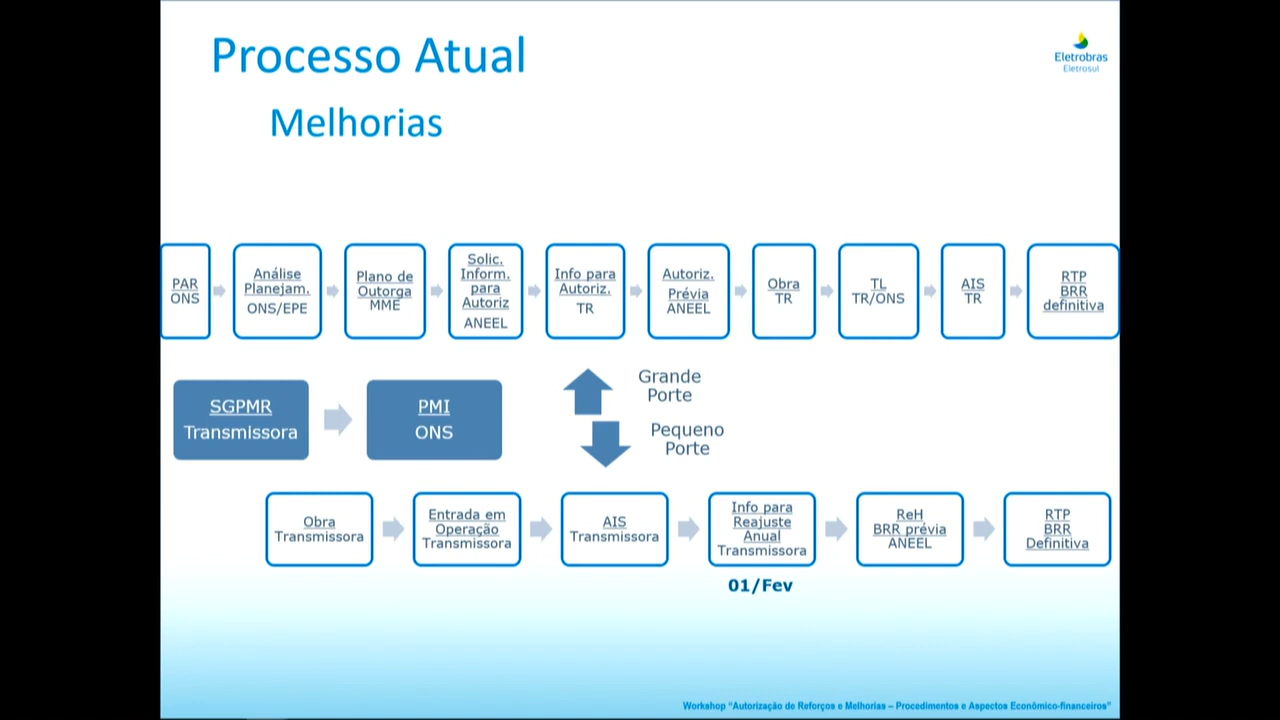 Processo Atual
Melhorias
Eletrobras
Eletrosul
PAR
ONS
Análise
Planejam.
ONS/EPE
Plano de
Outorga
MME
Solic.
Inform.
para
Autoriz
ANEEL
Info para
Autoriz.
TR
Autoriz.
Prévia
ANEEL
Obra
TR
TL
TR/ONS
AIS
TR
RTP
BRR
definitiva
SGPMR
Transmissora
PMI
ONS
Grande
Porte
Pequeno
Porte
Obra
Transmissora
Entrada em
Operação
Transmissora
AIS
Transmissora
Info para
Reajuste
Anual
Transmissora
ReH
BRR prévia
ANEEL
RTP
BRR
Definitiva
01/Fev
Workshop "Autorização de Reforços e Melhorias – Procedimentos e Aspectos Econômico-financeiros"